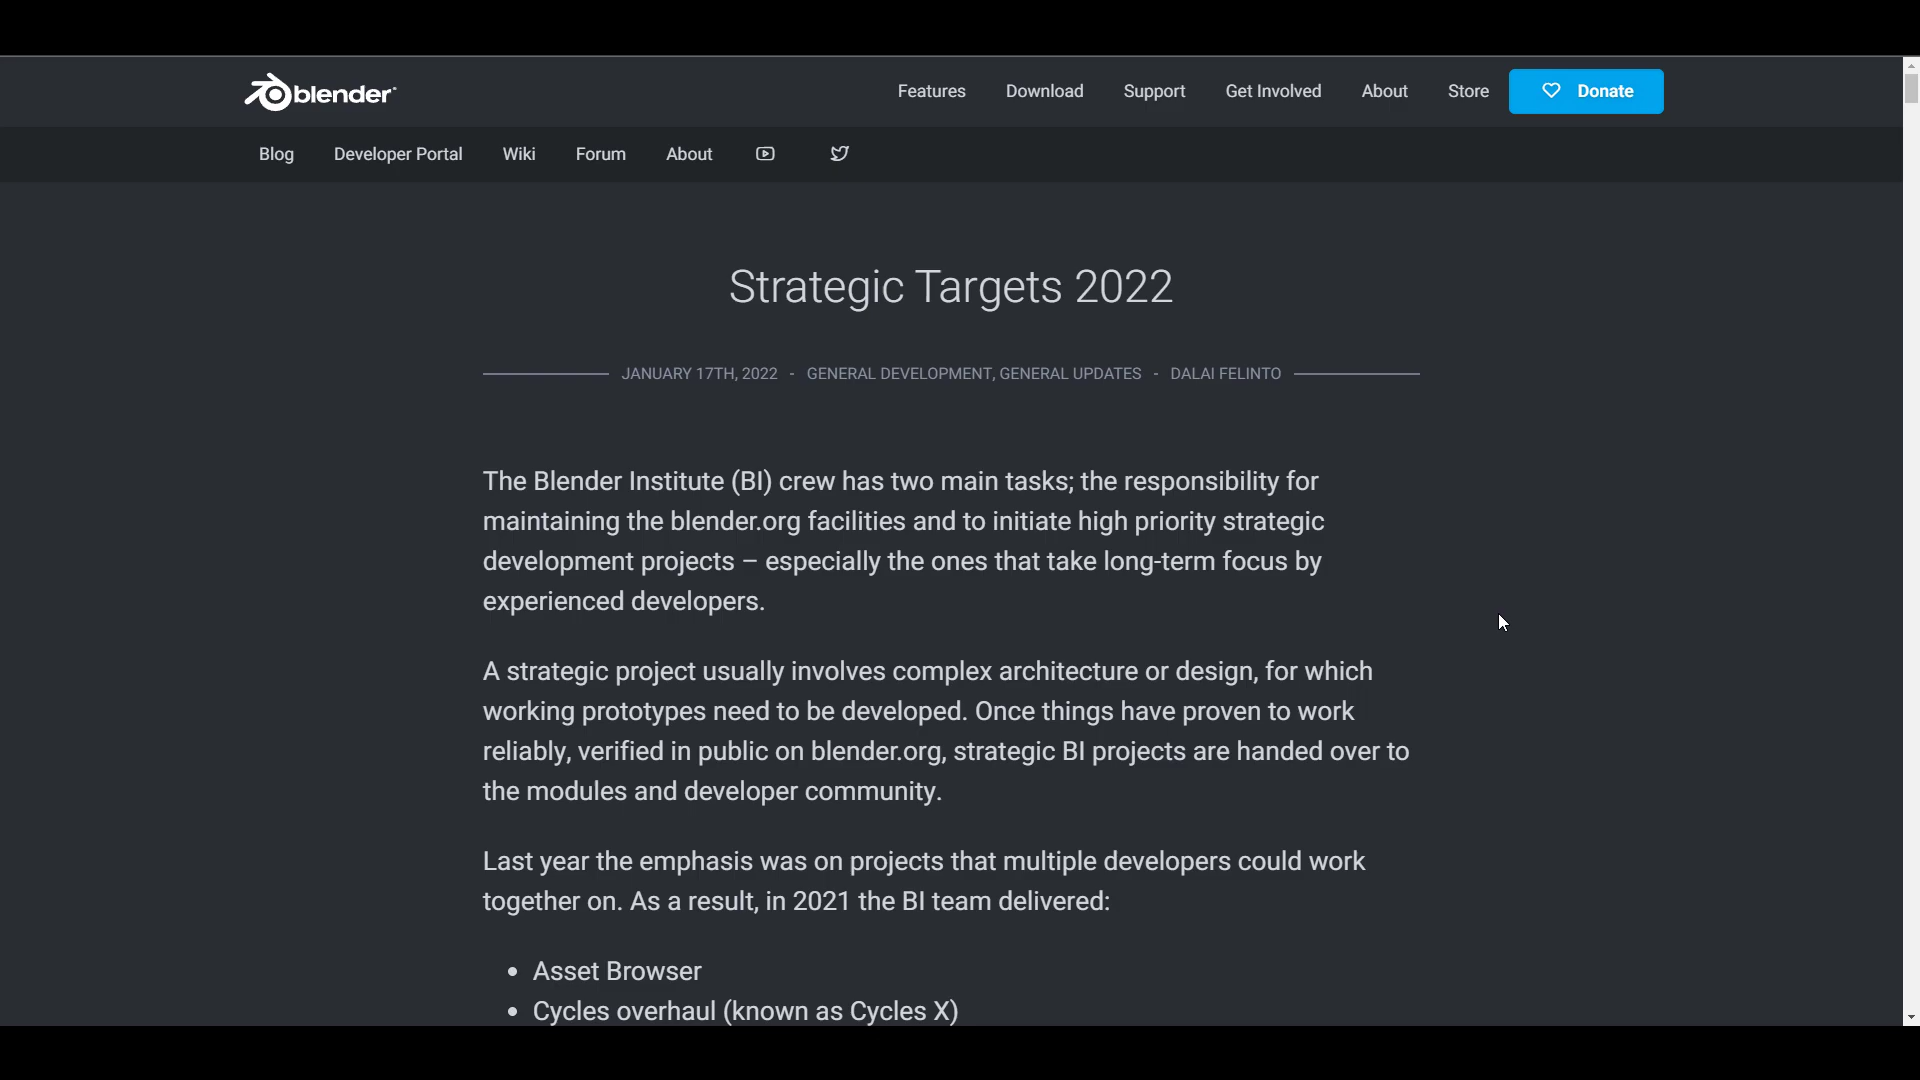 blender
Features Download Support Get Involved About Store Donate
Blog Developer Portal Wiki Forum About
Strategic Targets 2022
JANUARY 17TH, 2022 - GENERAL DEVELOPMENT, GENERAL UPDATES - DALAI FELINTO
The Blender Institute (BI) crew has two main tasks; the responsibility for
maintaining the blender.org facilities and to initiate high priority strategic
development projects – especially the ones that take long-term focus by
experienced developers.
A strategic project usually involves complex architecture or design, for which
working prototypes need to be developed. Once things have proven to work
reliably, verified in public on blender.org, strategic BI projects are handed over to
the modules and developer community.
Last year the emphasis was on projects that multiple developers could work
together on. As a result, in 2021 the BI team delivered:
• Asset Browser
• Cycles overhaul (known as Cycles X)